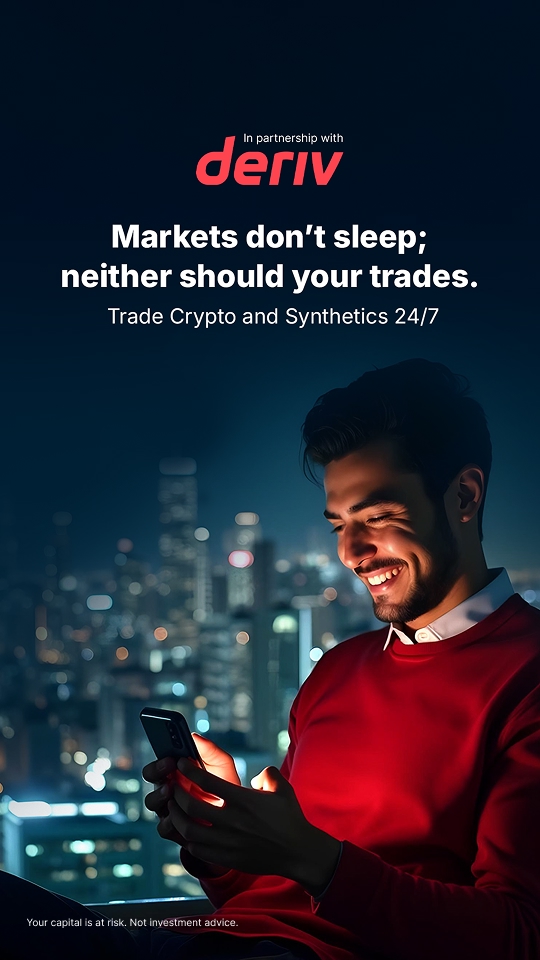 In partnership with
deriv
Markets don’t sleep;
neither should your trades.
Trade Crypto and Synthetics 24/7
Your capital is at risk. Not investment advice.